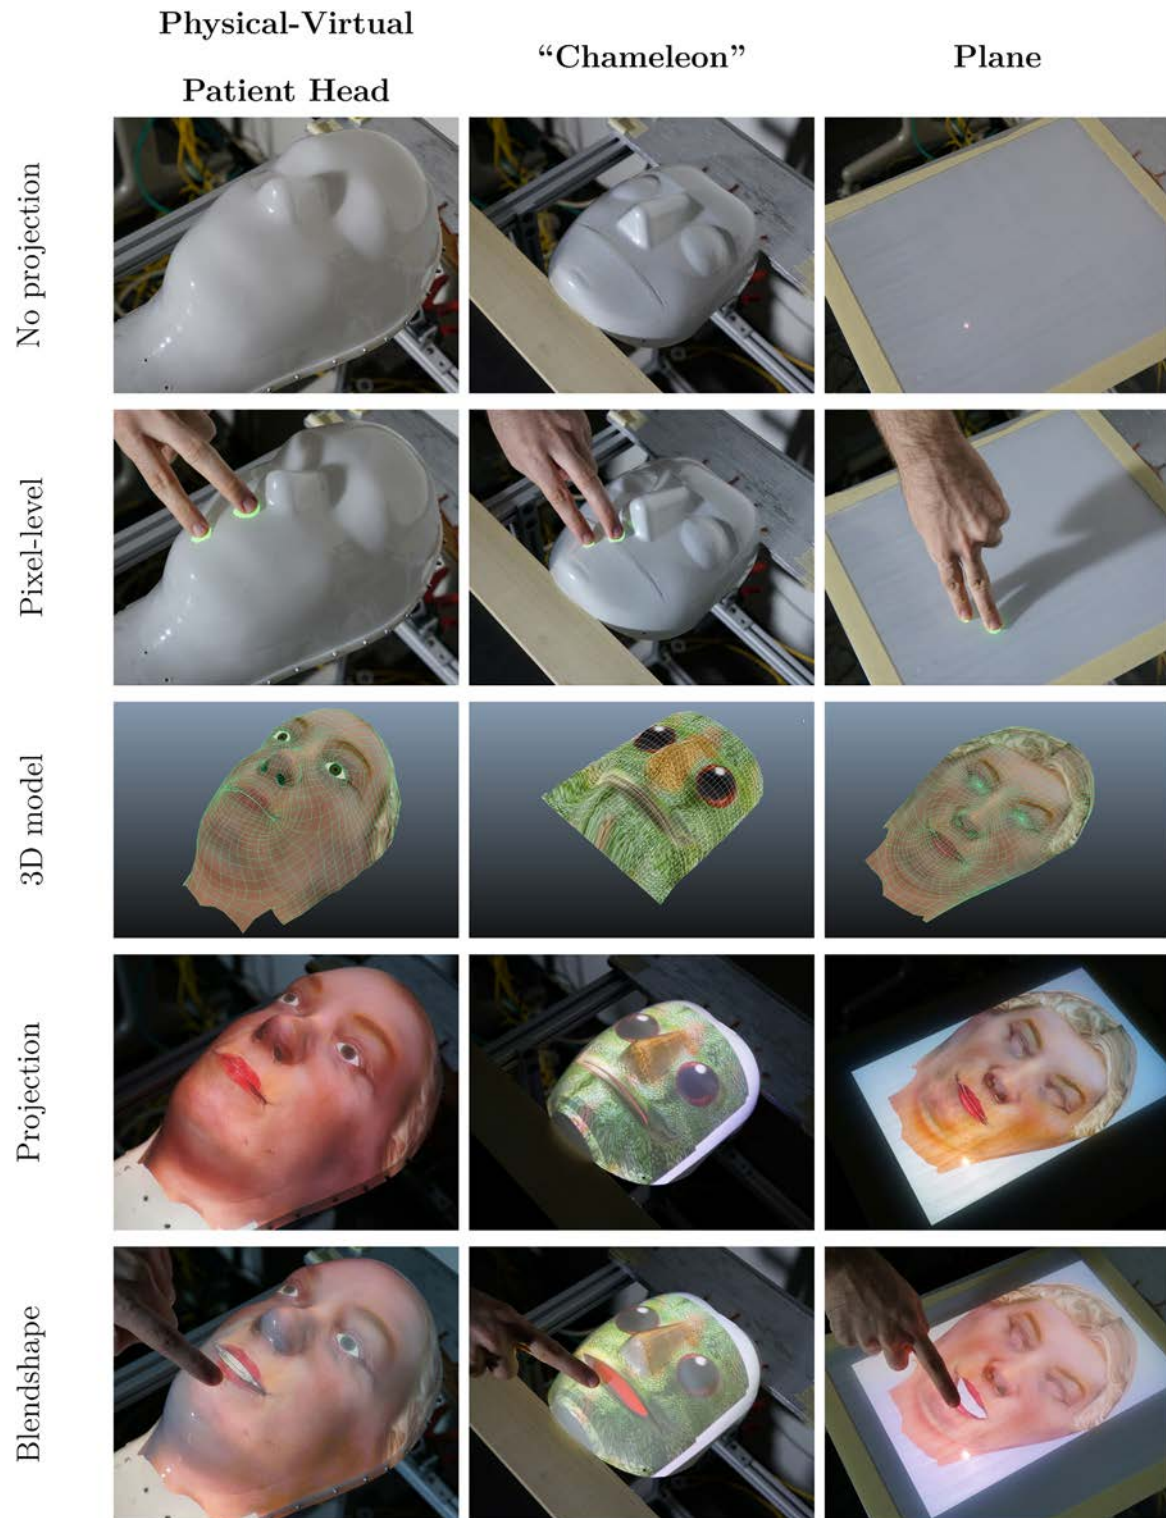 Physical-Virtual
Patient Head
“Chameleon”
Plane
No projection
Pixel-level
3D model
Projection
Blendshape